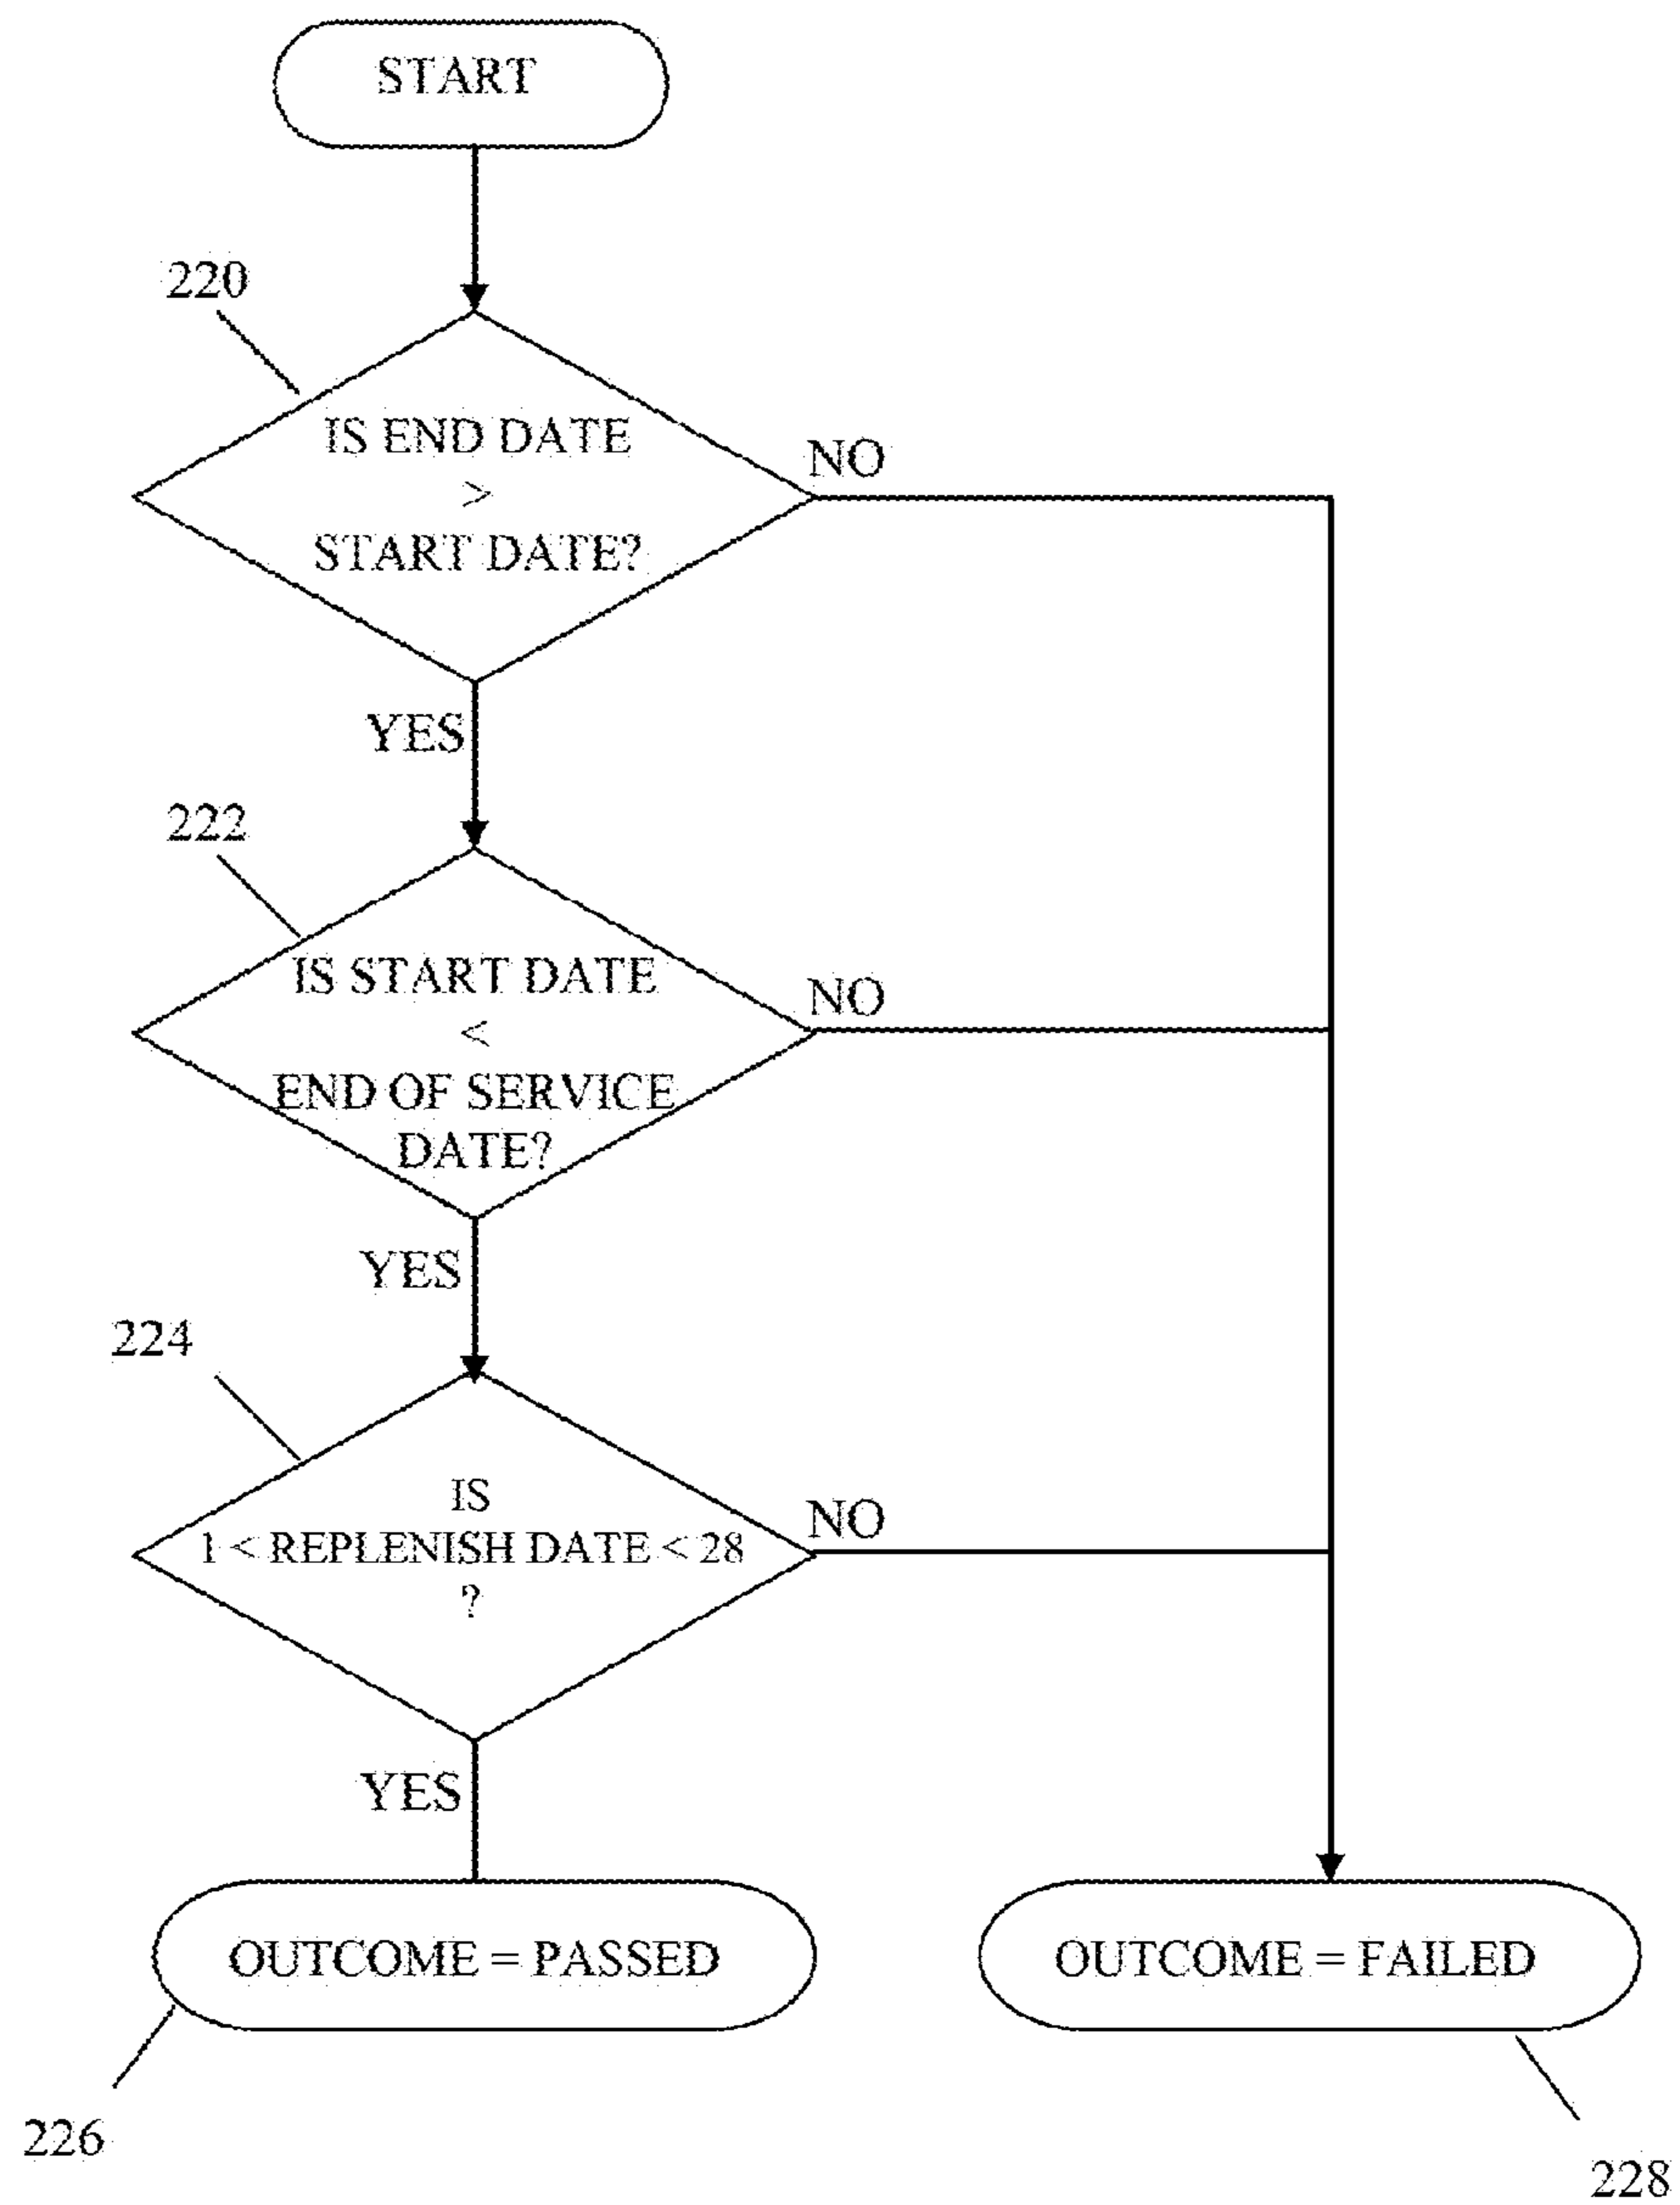 START
220
IS END DATE
>
START DATE?
NO
YES
222
IS START DATE
<
END OF SERVICE
DATE?
NO
YES
224
IS
1 < REPLENISH DATE < 28
?
NO
YES
OUTCOME = PASSED
OUTCOME = FAILED
226
228